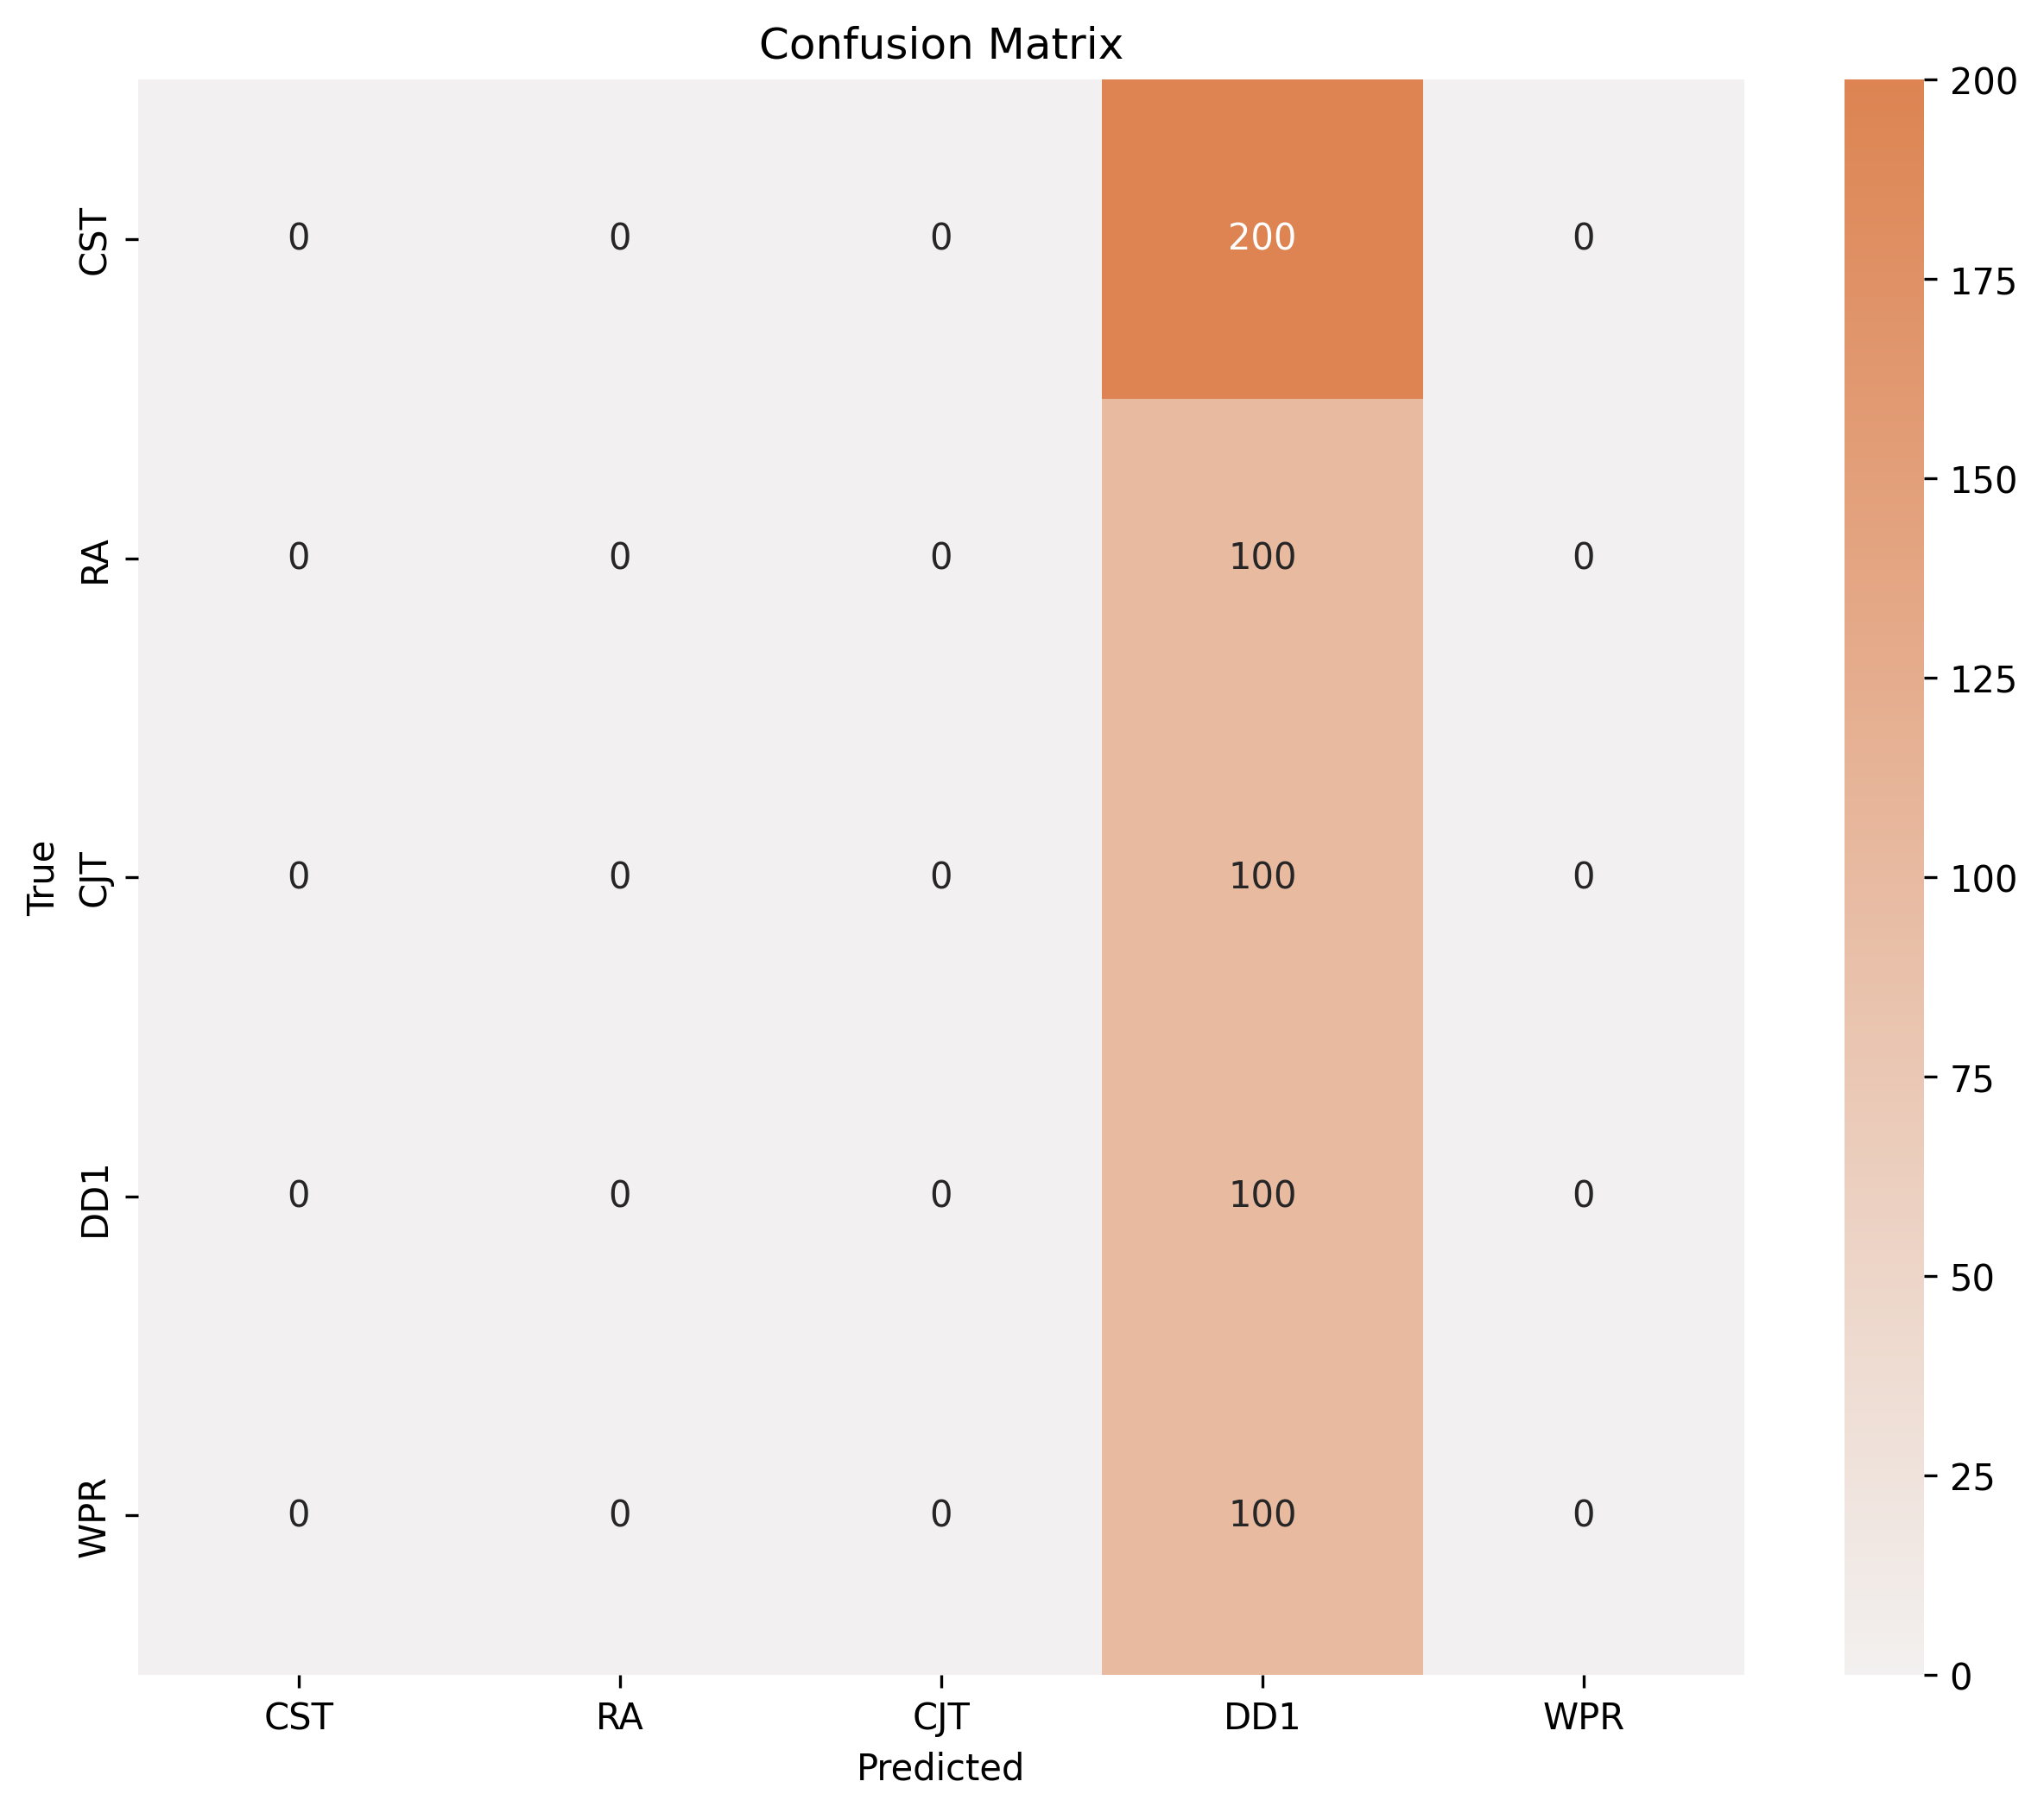 Confusion Matrix
CST 0 0 0 200 0
RA 0 0 0 100 0
CJT 0 0 0 100 0
DD1 0 0 0 100 0
WPR 0 0 0 100 0
True
CST RA CJT DD1 WPR
Predicted
200
175
150
125
100
75
50
25
0